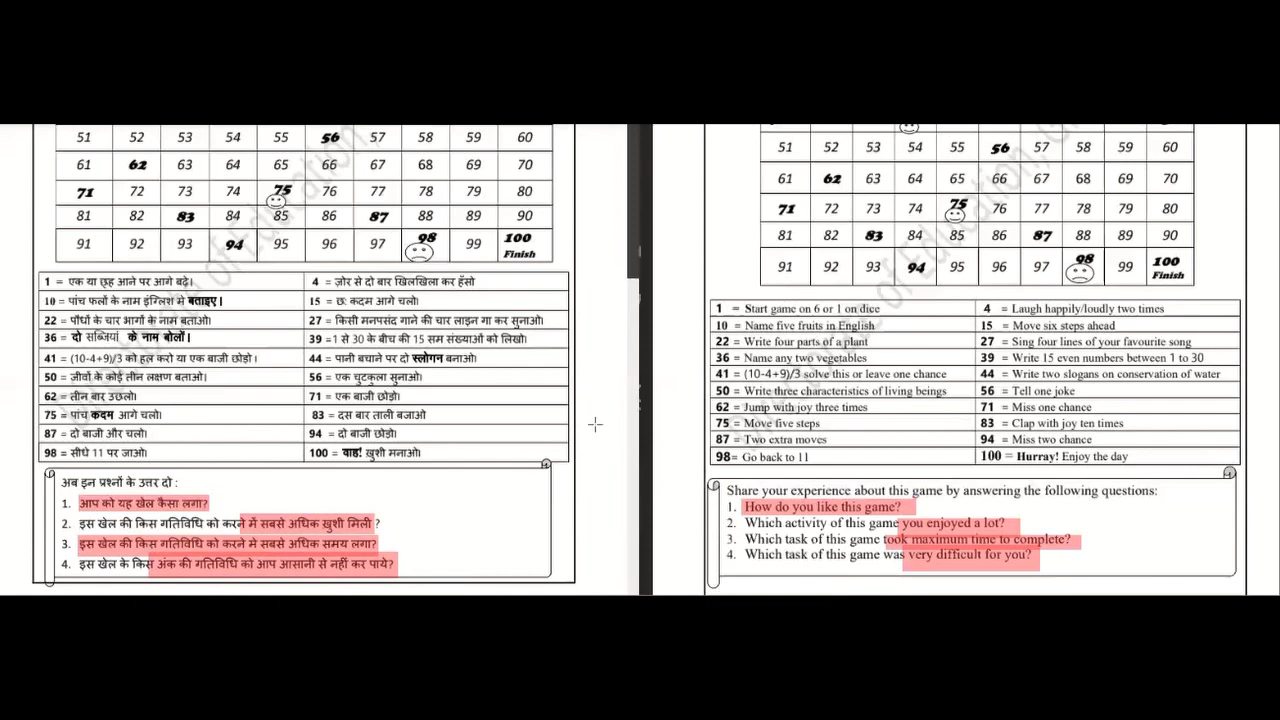 51 52 53 54 55 56 57 58 59 60
61 62 63 64 65 66 67 68 69 70
71 72 73 74 75 76 77 78 79 80
81 82 83 84 85 86 87 88 89 90
91 92 93 94 95 96 97 98 99 100
Finish
1 = एक या छह आने पर आगे बढ़े। 4 = ज़ोर से दो बार खिलखिला कर हँसो
10 = पांच फलों के नाम इंग्लिश मे बताइए। 15 = छ: कदम आगे चलो।
22 = पौधों के चार भागों के नाम बताओ। 27 = किसी मनपसंद गाने की चार लाइन गा कर सुनाओ।
36 = दो सब्जियां के नाम बोलों। 39 =1 से 30 के बीच की 15 सम संख्याओं को लिखो।
41 = (10-4+9)/3 को हल करो या एक बाजी छोड़ो। 44 = पानी बचाने पर दो स्लोगन बनाओ।
50 = जीवों के कोई तीन लक्षण बताओ। 56 = एक चुटकुला सुनाओ।
62 = तीन बार उछलो। 71 = एक बाजी छोड़ो।
75 = पांच कदम आगे चलो। 83 = दस बार ताली बजाओ
87 = दो बाजी और चलो। 94 = दो बाजी छोड़ो।
98 = सीधे 11 पर जाओ। 100 = वाह! खुशी मनाओ।
अब इन प्रश्नों के उत्तर दो :
1. आप को यह खेल कैसा लगा?
2. इस खेल की किस गतिविधि को करने में सबसे अधिक खुशी मिली ?
3. इस खेल की किस गतिविधि को करने में सबसे अधिक समय लगा?
4. इस खेल के किस अंक की गतिविधि को आप आसानी से नहीं कर पाये?
51 52 53 54 55 56 57 58 59 60
61 62 63 64 65 66 67 68 69 70
71 72 73 74 75 76 77 78 79 80
81 82 83 84 85 86 87 88 89 90
91 92 93 94 95 96 97 98 99 100
Finish
1 = Start game on 6 or 1 on dice 4 = Laugh happily/loudly two times
10 = Name five fruits in English 15 = Move six steps ahead
22 = Write four parts of a plant 27 = Sing four lines of your favourite song
36 = Name any two vegetables 39 = Write 15 even numbers between 1 to 30
41 = (10-4+9)/3 solve this or leave one chance 44 = Write two slogans on conservation of water
50 = Write three characteristics of living beings 56 = Tell one joke
62 = Jump with joy three times 71 = Miss one chance
75 = Move five steps 83 = Clap with joy ten times
87 = Two extra moves 94 = Miss two chance
98= Go back to 11 100 = Hurray! Enjoy the day
Share your experience about this game by answering the following questions:
1. How do you like this game?
2. Which activity of this game you enjoyed a lot?
3. Which task of this game took maximum time to complete?
4. Which task of this game was very difficult for you?